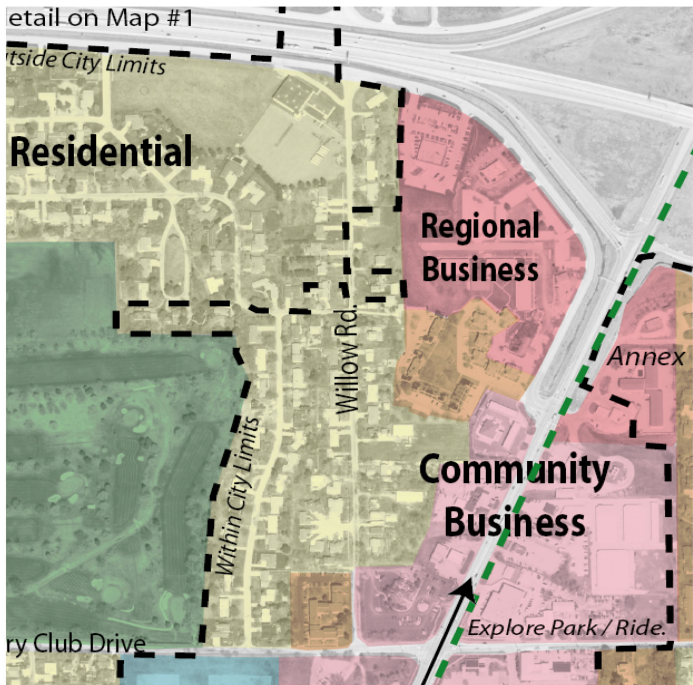 etail on Map #1
tside City Limits
Residential
Regional
Business
Willow Rd.
Annex
Within City Limits
Community
Business
Explore Park / Ride.
ry Club Drive